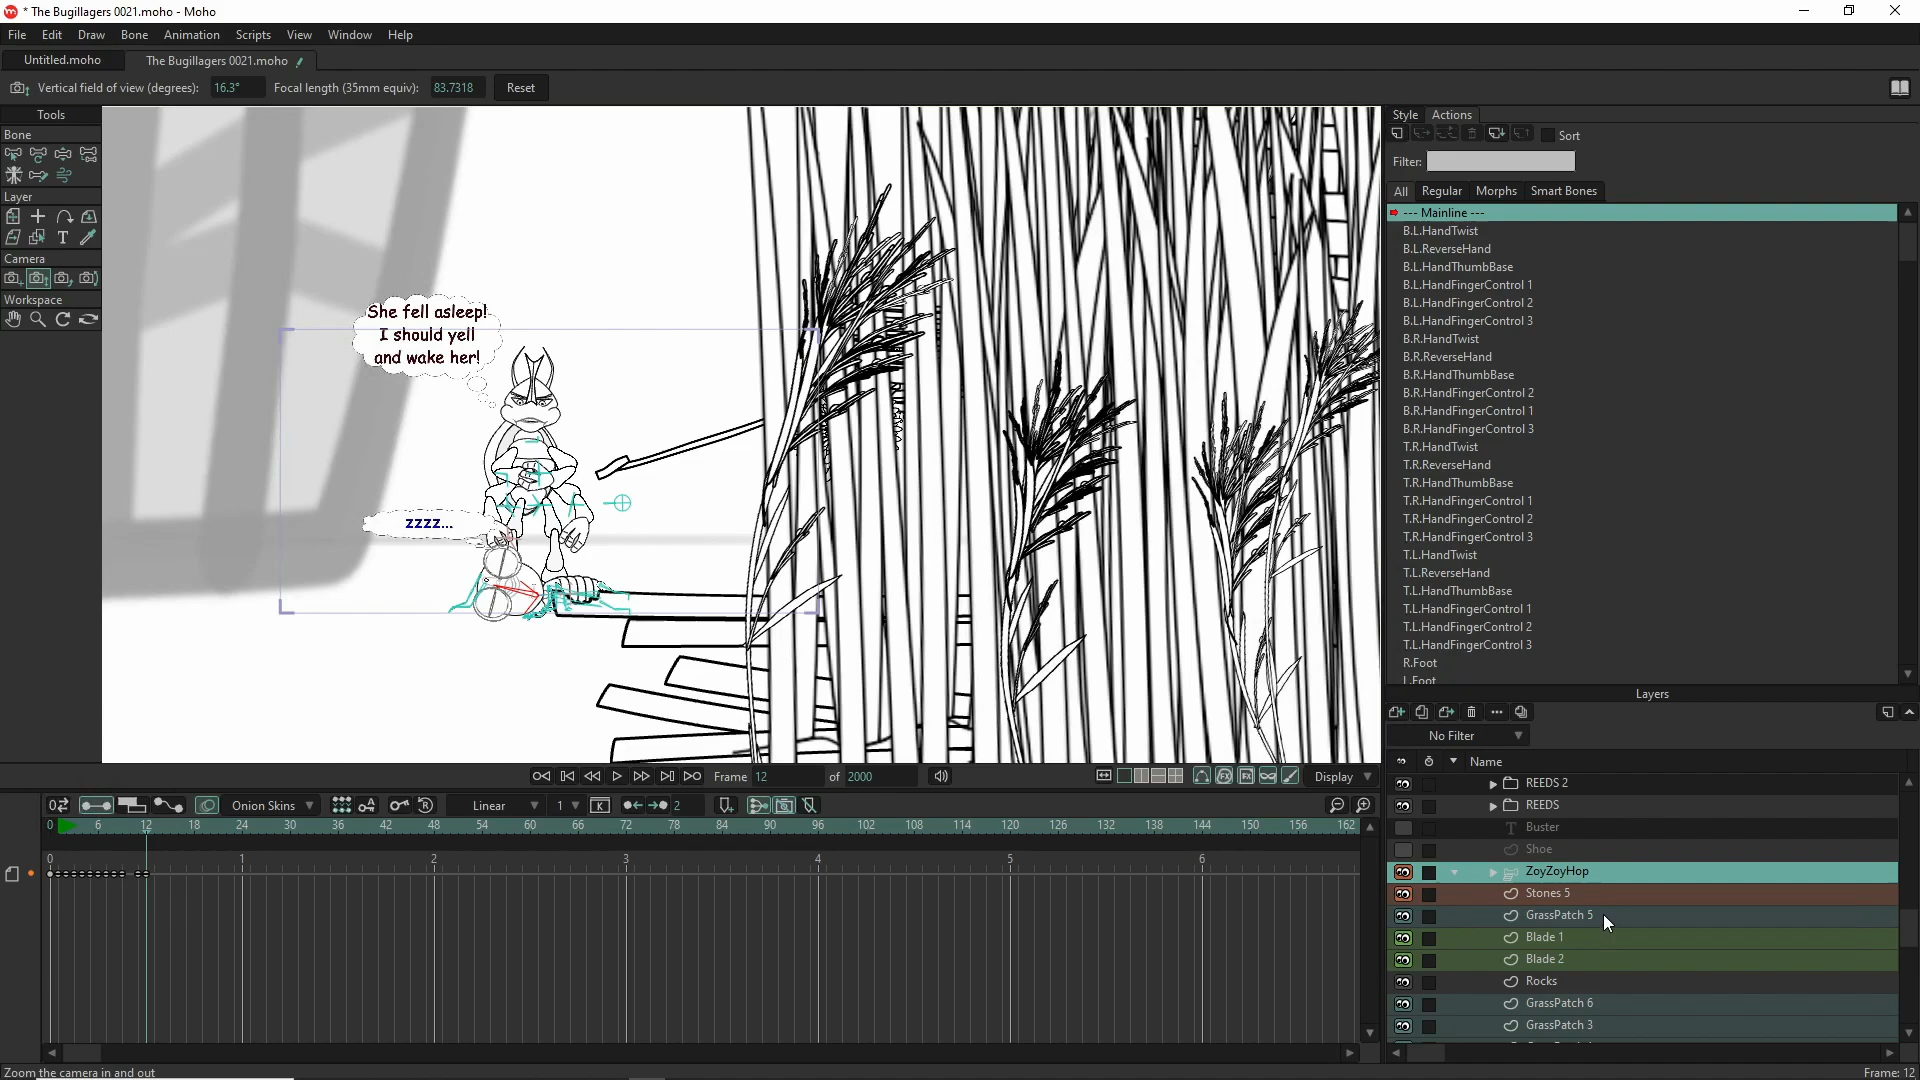 * The Bugillagers 0021.moho - Moho
File Edit Draw Bone Animation Scripts View Window Help
Untitled.moho The Bugillagers 0021.moho
Vertical field of view (degrees): 16.3° Focal length (35mm equiv): 83.7318 Reset
Tools
Bone
Layer
Camera
Workspace
She fell asleep!
I should yell
and wake her!
zzzz...
Style Actions
Sort
Filter:
All Regular Morphs Smart Bones
--- Mainline ---
B.L.HandTwist
B.L.ReverseHand
B.L.HandThumbBase
B.L.HandFingerControl 1
B.L.HandFingerControl 2
B.L.HandFingerControl 3
B.R.HandTwist
B.R.ReverseHand
B.R.HandThumbBase
B.R.HandFingerControl 2
B.R.HandFingerControl 1
B.R.HandFingerControl 3
T.R.HandTwist
T.R.ReverseHand
T.R.HandThumbBase
T.R.HandFingerControl 1
T.R.HandFingerControl 2
T.R.HandFingerControl 3
T.L.HandTwist
T.L.ReverseHand
T.L.HandThumbBase
T.L.HandFingerControl 1
T.L.HandFingerControl 2
T.L.HandFingerControl 3
R.Foot
L.Foot
Layers
No Filter
Name
REEDS 2
REEDS
Buster
Shoe
ZoyZoyHop
Stones 5
GrassPatch 5
Blade 1
Blade 2
Rocks
GrassPatch 6
GrassPatch 3
Frame 12 of 2000 Display
Onion Skins Linear 1 2
0 6 12 18 24 30 36 42 48 54 60 66 72 78 84 90 96 102 108 114 120 126 132 138 144 150 156 162
0 1 2 3 4 5 6
Zoom the camera in and out Frame: 12